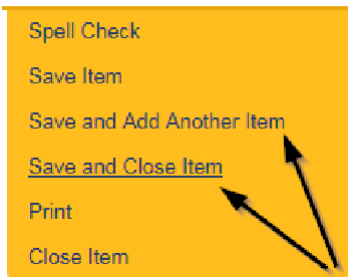 Spell Check
Save Item
Save and Add Another Item
Save and Close Item
Print
Close Item